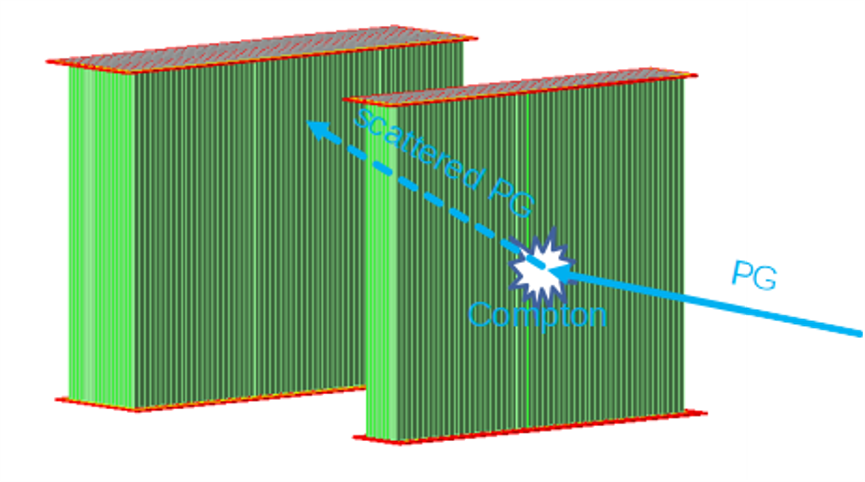 scattered PG
PG
Compton